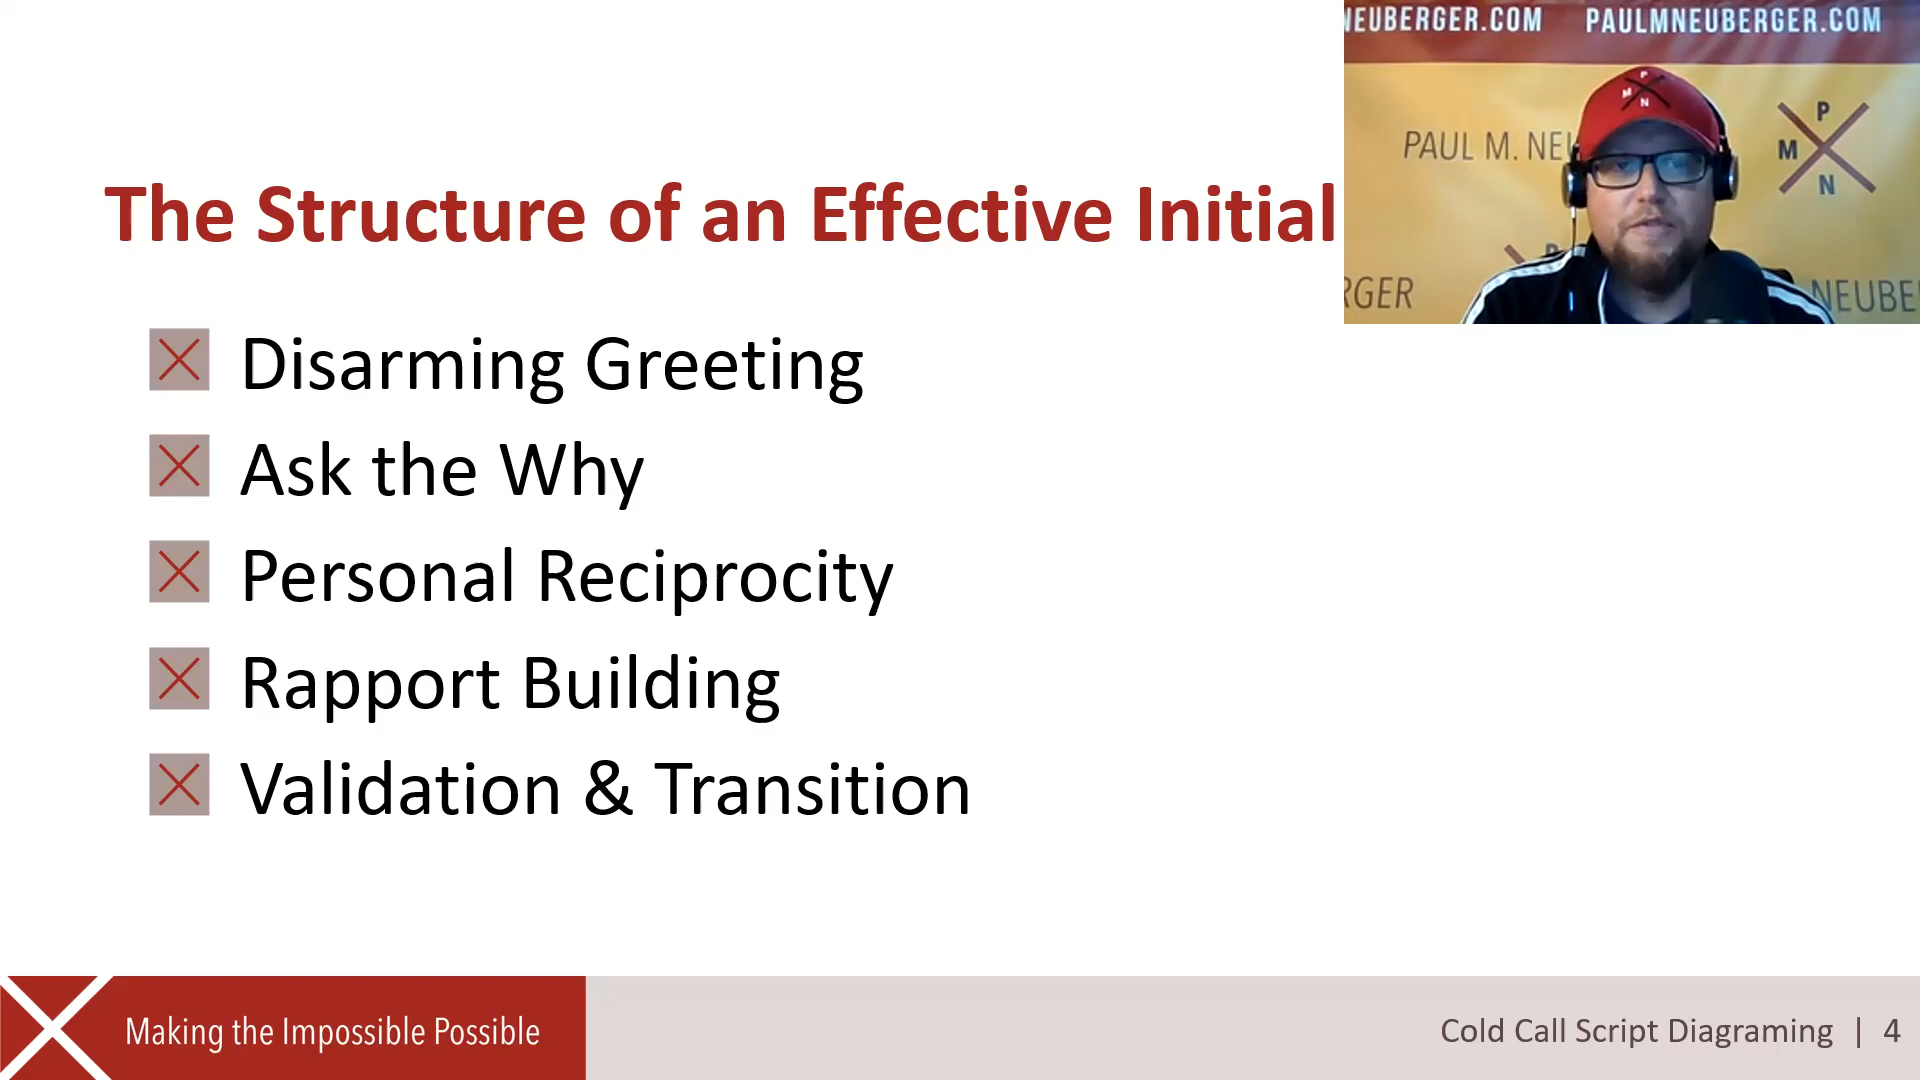 NEUBERGER.COM PAULMNEUBERGER.COM
P
M
N
PAUL M. NEU
P
M
N
The Structure of an Effective Initial
RGER
NEUBE
Disarming Greeting
Ask the Why
Personal Reciprocity
Rapport Building
Validation & Transition
Making the Impossible Possible
Cold Call Script Diagraming | 4